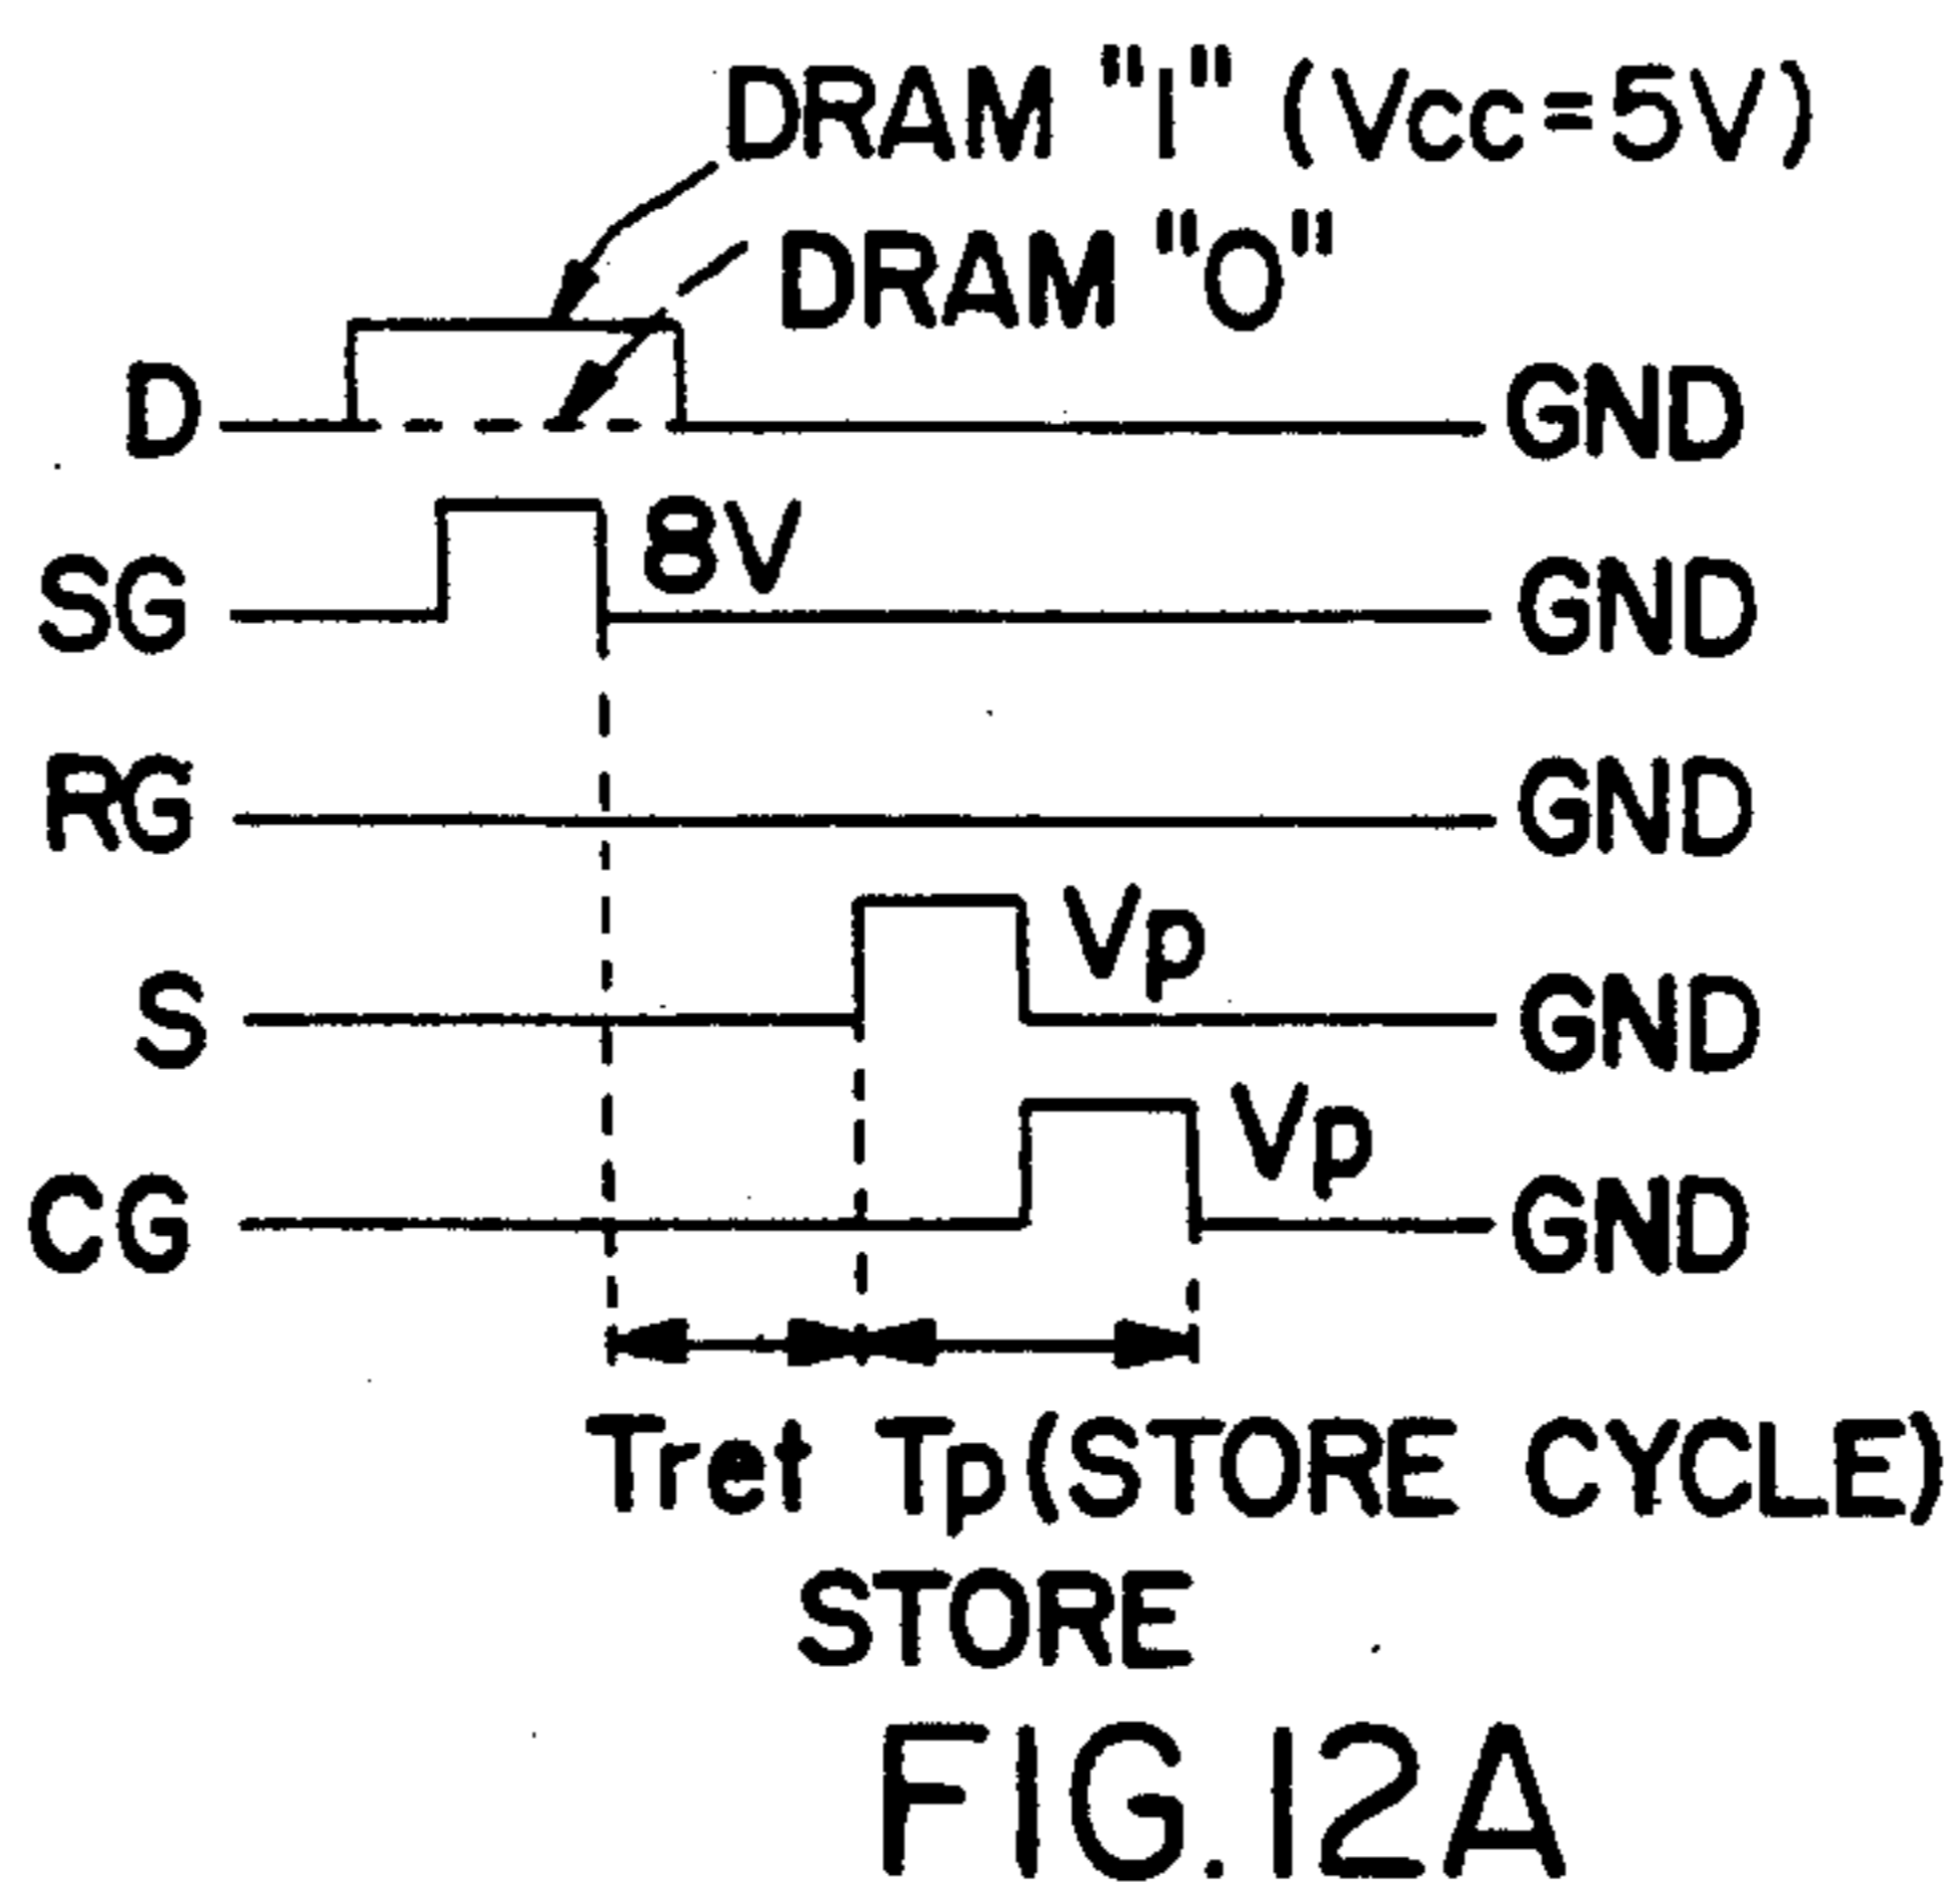 DRAM "1" (Vcc=5V)
DRAM "0"
D GND
SG 8V GND
RG GND
S Vp GND
CG Vp GND
Tret Tp(STORE CYCLE)
STORE
FIG.12A